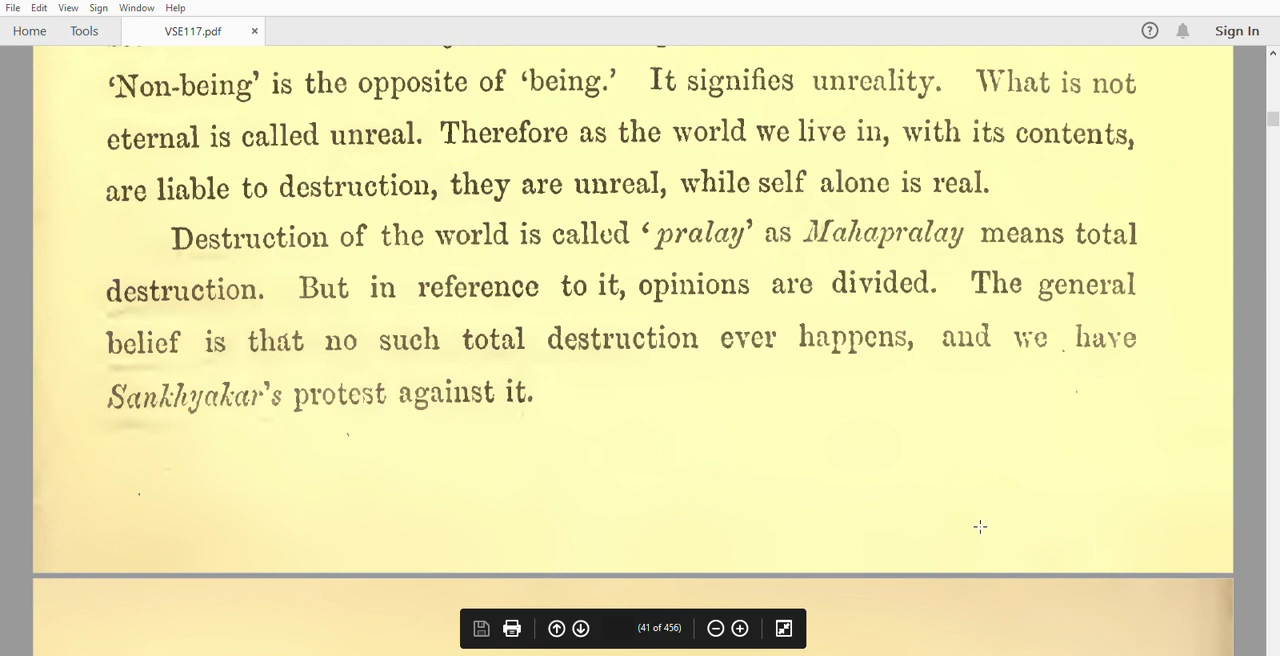 File Edit View Sign Window Help
Home Tools VSE117.pdf × ? Sign In
‘Non-being’ is the opposite of ‘being.’ It signifies unreality. What is not
eternal is called unreal. Therefore as the world we live in, with its contents,
are liable to destruction, they are unreal, while self alone is real.
Destruction of the world is called ‘pralay’ as Mahapralay means total
destruction. But in reference to it, opinions are divided. The general
belief is that no such total destruction ever happens, and we have
Sankhyakar’s protest against it.
(41 of 456)